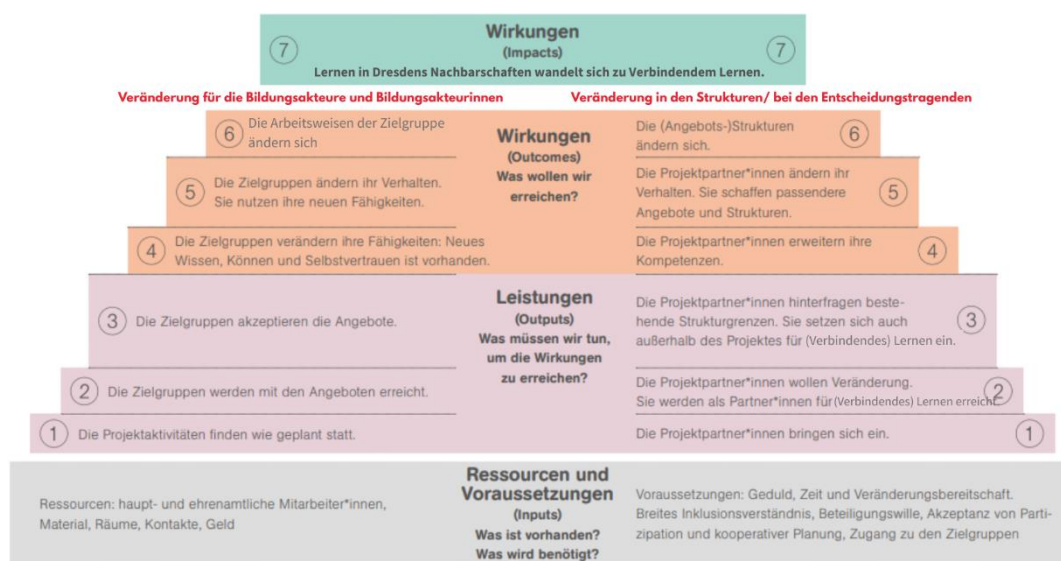 Wirkungen
(Impacts)
7
7
Lernen in Dresdens Nachbarschaften wandelt sich zu Verbindendem Lernen.
Veränderung für die Bildungsakteure und Bildungsakteurinnen
Veränderung in den Strukturen/ bei den Entscheidungstragenden
6
Die Arbeitsweisen der Zielgruppe
ändern sich
5
Die Zielgruppen ändern ihr Verhalten.
Sie nutzen ihre neuen Fähigkeiten.
4
Die Zielgruppen verändern ihre Fähigkeiten: Neues
Wissen, Können und Selbstvertrauen ist vorhanden.
Wirkungen
(Outcomes)
Was wollen wir
erreichen?
Die (Angebots-)Strukturen
ändern sich.
6
Die Projektpartner*innen ändern ihr
Verhalten. Sie schaffen passendere
Angebote und Strukturen.
5
Die Projektpartner*innen erweitern ihre
Kompetenzen.
4
3
Die Zielgruppen akzeptieren die Angebote.
2
Die Zielgruppen werden mit den Angeboten erreicht.
1
Die Projektaktivitäten finden wie geplant statt.
Leistungen
(Outputs)
Was müssen wir tun,
um die Wirkungen
zu erreichen?
Die Projektpartner*innen hinterfragen beste-
hende Strukturgrenzen. Sie setzen sich auch
außerhalb des Projektes für (Verbindendes) Lernen ein.
3
Die Projektpartner*innen wollen Veränderung.
Sie werden als Partner*innen für (Verbindendes) Lernen erreicht.
2
Die Projektpartner*innen bringen sich ein.
1
Ressourcen: haupt- und ehrenamtliche Mitarbeiter*innen,
Material, Räume, Kontakte, Geld
Ressourcen und
Voraussetzungen
(Inputs)
Was ist vorhanden?
Was wird benötigt?
Voraussetzungen: Geduld, Zeit und Veränderungsbereitschaft.
Breites Inklusionsverständnis, Beteiligungswille, Akzeptanz von Parti-
zipation und kooperativer Planung, Zugang zu den Zielgruppen